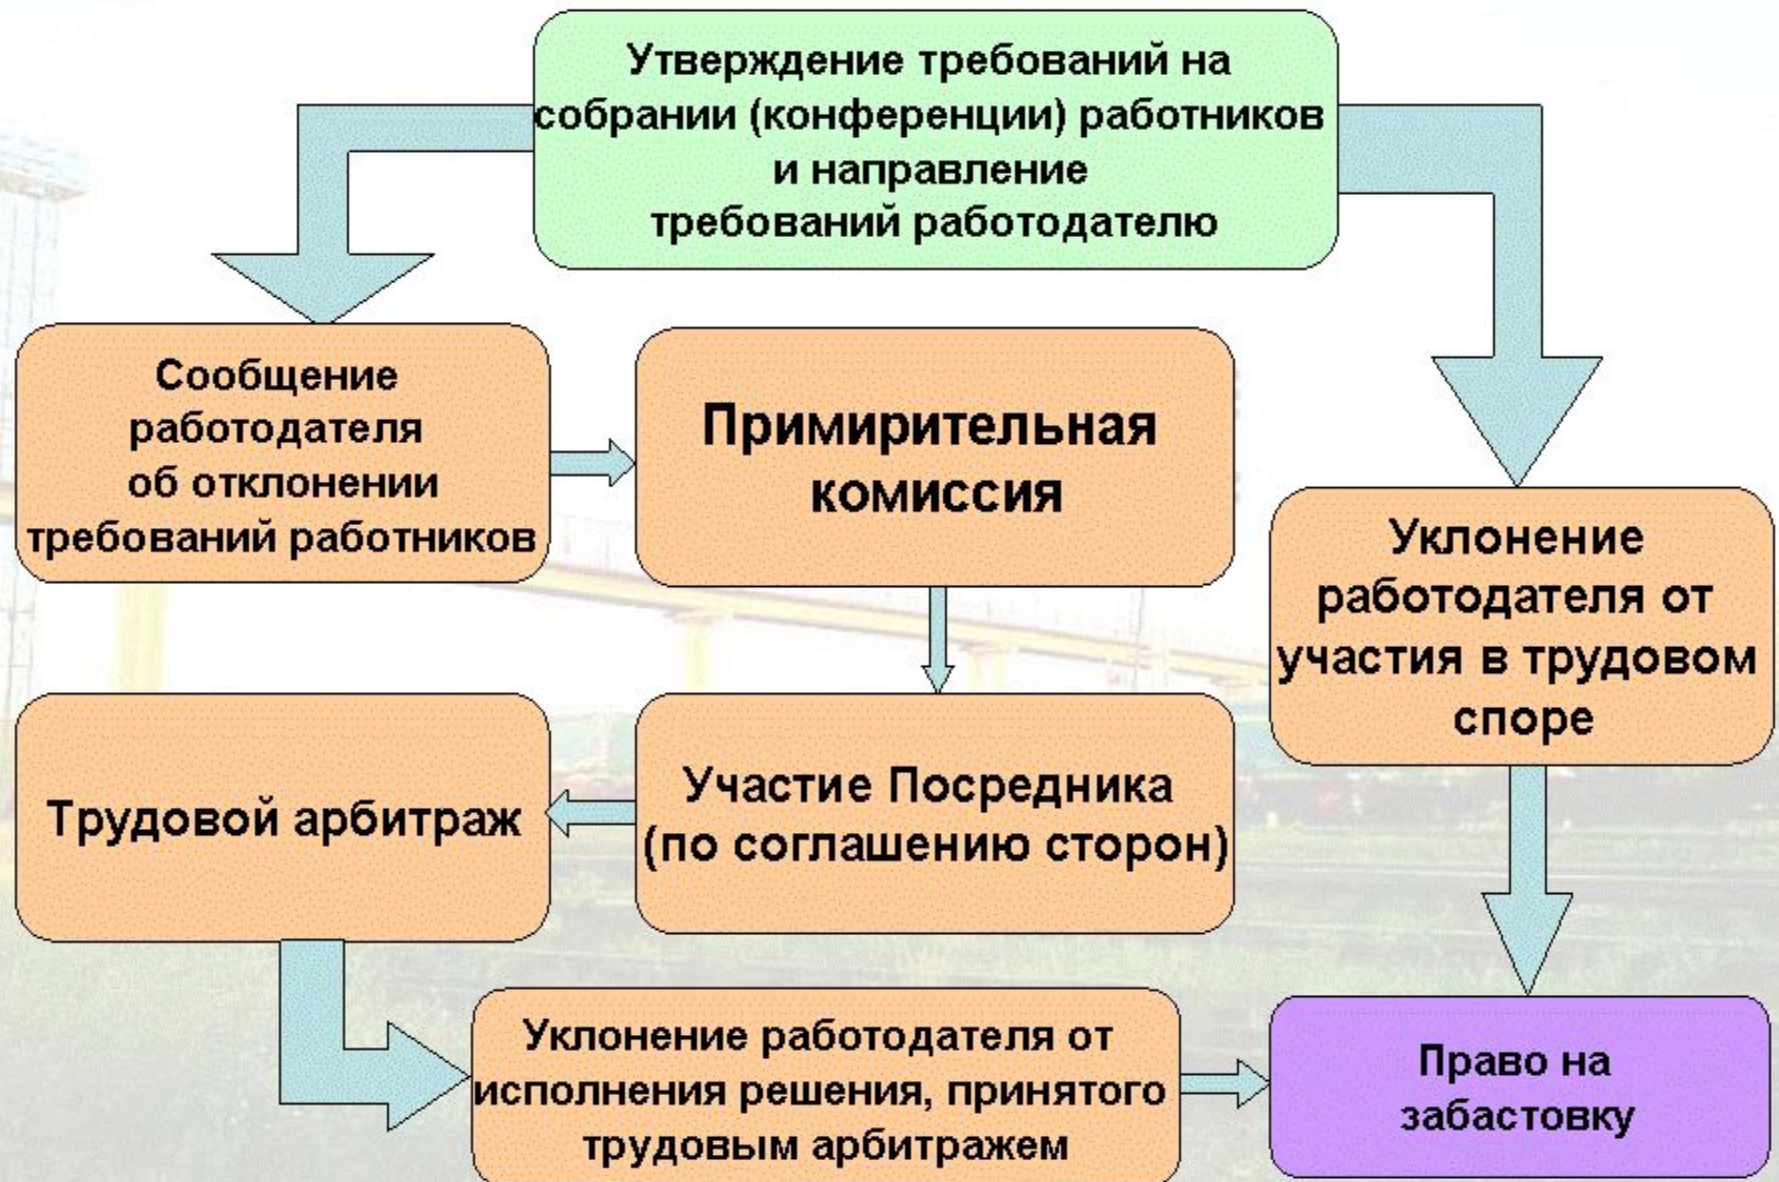 Утверждение требований на
собрании (конференции) работников
и направление
требований работодателю
Сообщение
работодателя
об отклонении
требований работников
Примирительная
комиссия
Уклонение
работодателя от
участия в трудовом
споре
Трудовой арбитраж
Участие Посредника
(по соглашению сторон)
Уклонение работодателя от
исполнения решения, принятого
трудовым арбитражем
Право на
забастовку